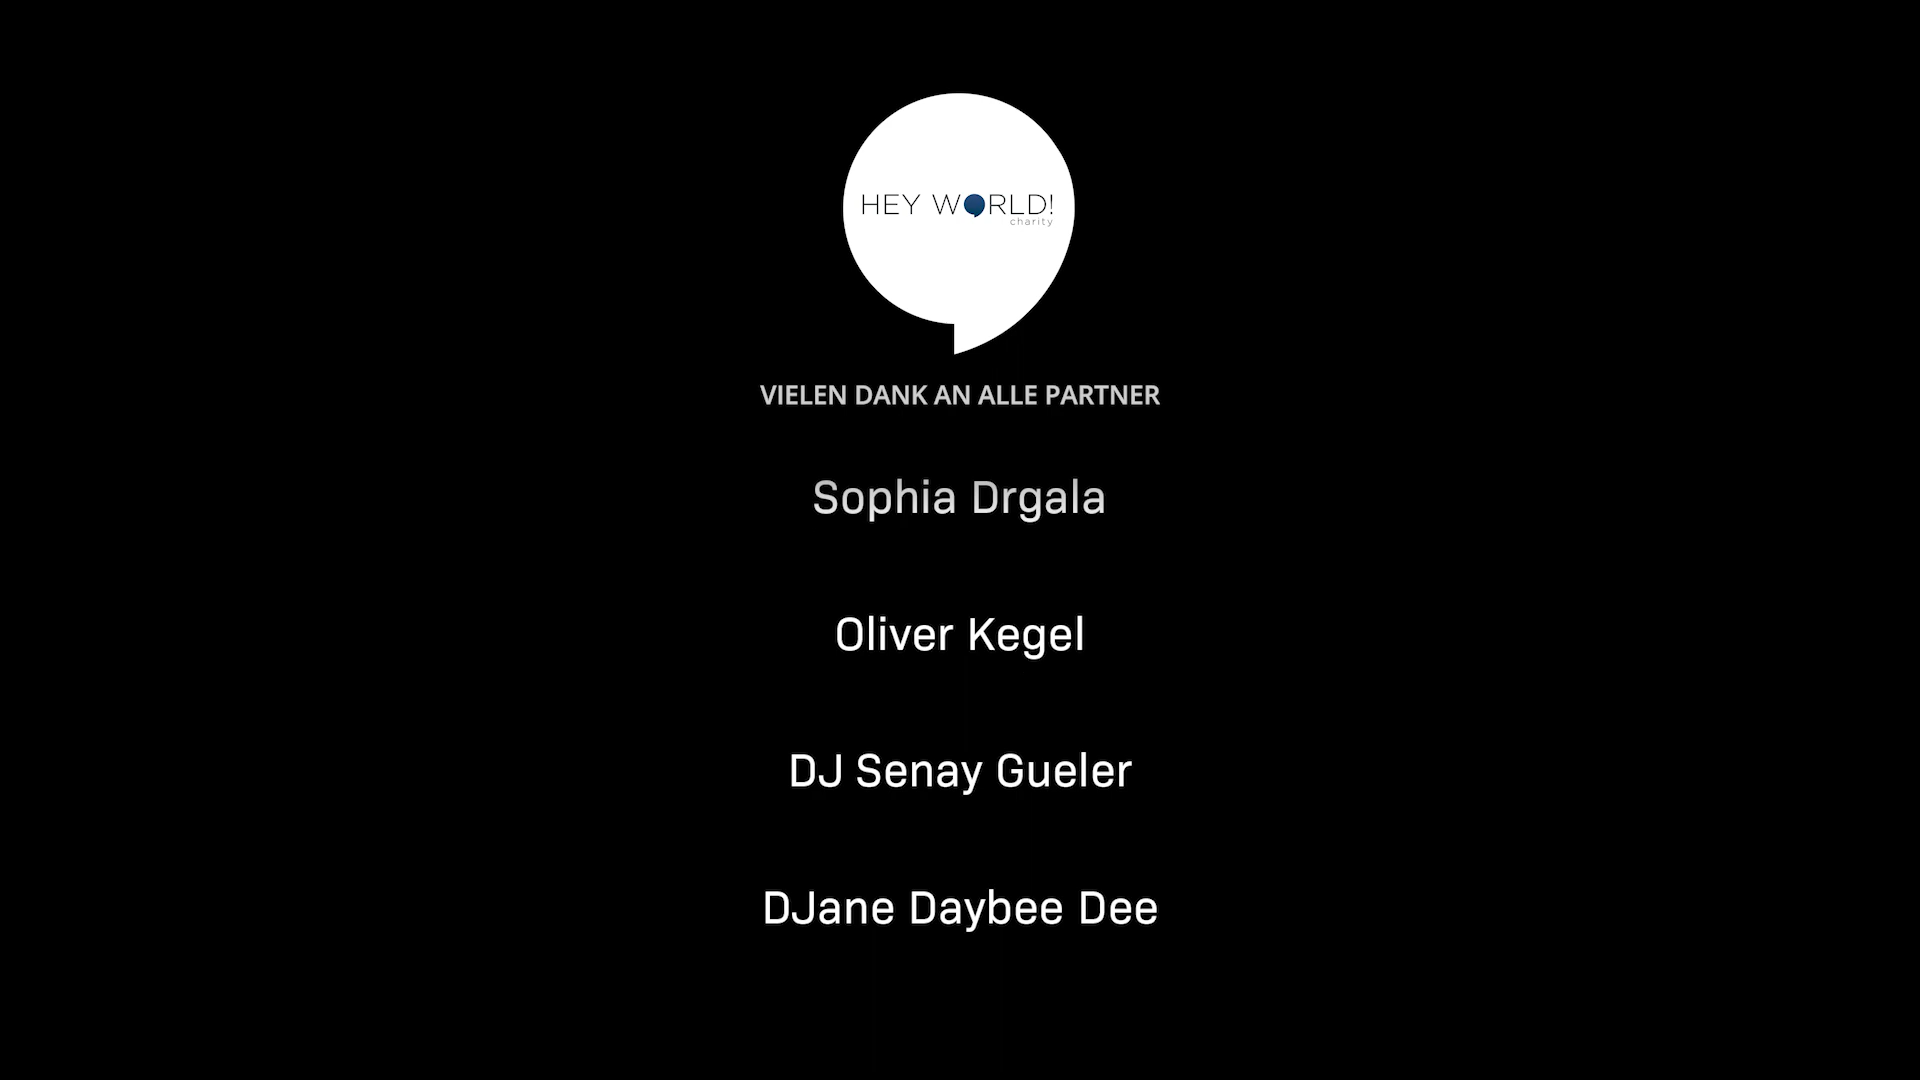 HEY WORLD!
charity
VIELEN DANK AN ALLE PARTNER
Sophia Drgala
Oliver Kegel
DJ Senay Gueler
DJane Daybee Dee